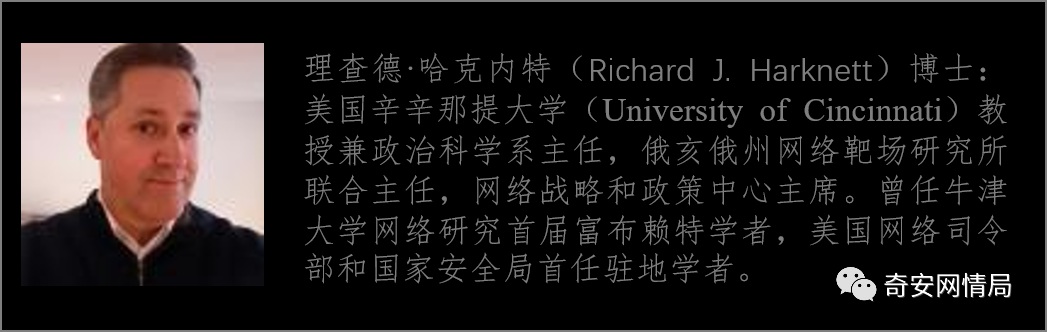 理查德·哈克内特（Richard J. Harknett）博士：
美国辛辛那提大学（University of Cincinnati）教
授兼政治科学系主任，俄亥俄州网络靶场研究所
联合主任，网络战略和政策中心主席。曾任牛津
大学网络研究首届富布赖特学者，美国网络司令
部和国家安全局首任驻地学者。
奇安网情局